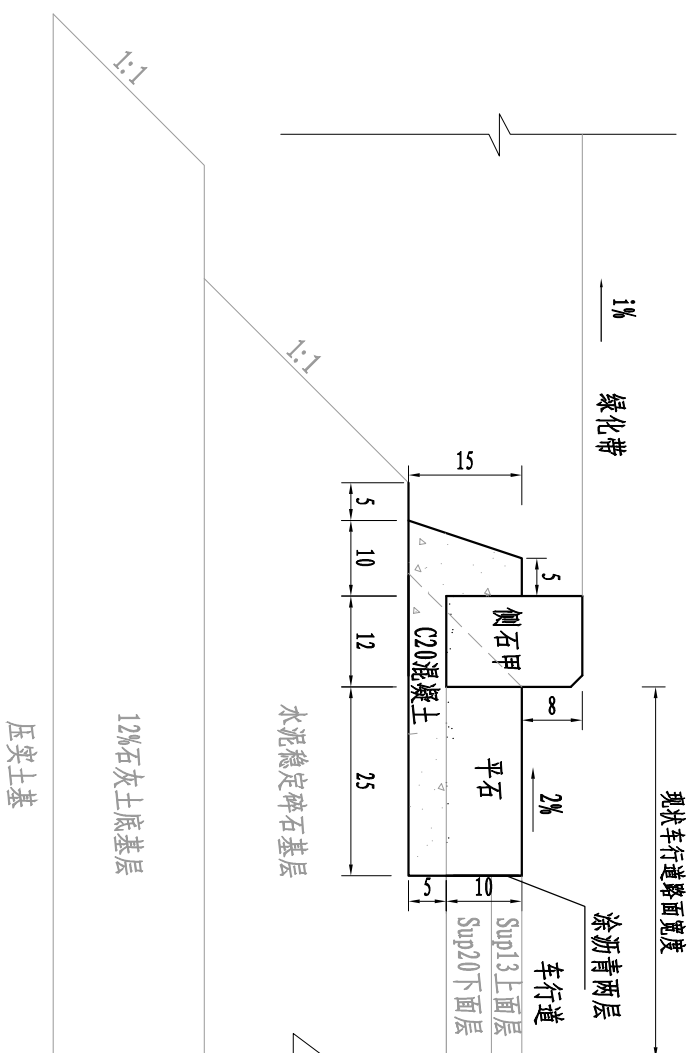 i%
绿化带
现状车行道路面宽度
8
2%
涂沥青两层
车行道
15
5
侧石甲
平石
C20混凝土
Sup13上面层
Sup20下面层
5
10
5
10
12
25
水泥稳定碎石基层
1:1
12%石灰土底基层
1:1
压实土基